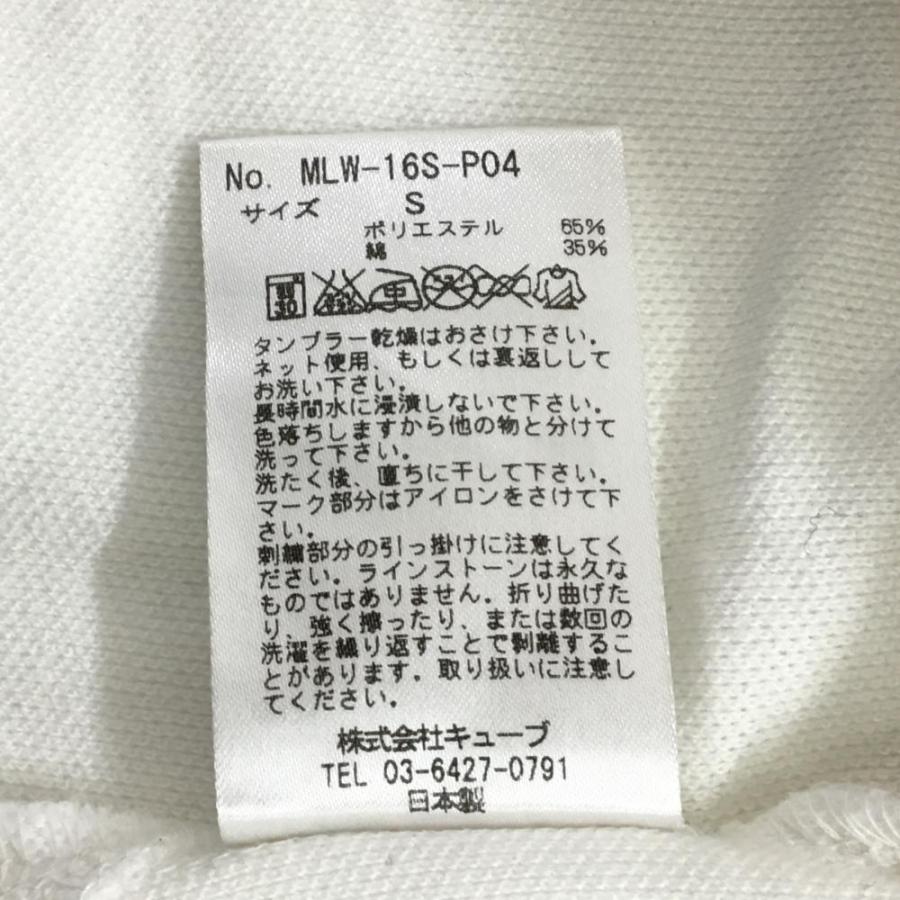 No. MLW-16S-P04
サイズ S
ポリエステル 65%
綿 35%
30 中
タンブラー乾燥はおさけ下さい。
ネット使用、もしくは裏返しして
お洗い下さい。
長時間水に浸漬しないで下さい。
色落ちしますから他の物と分けて
洗って下さい。
洗たく後、直ちに干して下さい。
マーク部分はアイロンをさけて下
さい。
刺繍部分の引っ掛けに注意してく
ださい。ラインストーンは永久な
ものではありません。折り曲げた
り、強く擦ったり、または数回の
洗濯を繰り返すことで剥離するこ
とがあります。取り扱いに注意し
てください。
株式会社キューブ
TEL 03-6427-0791
日本製